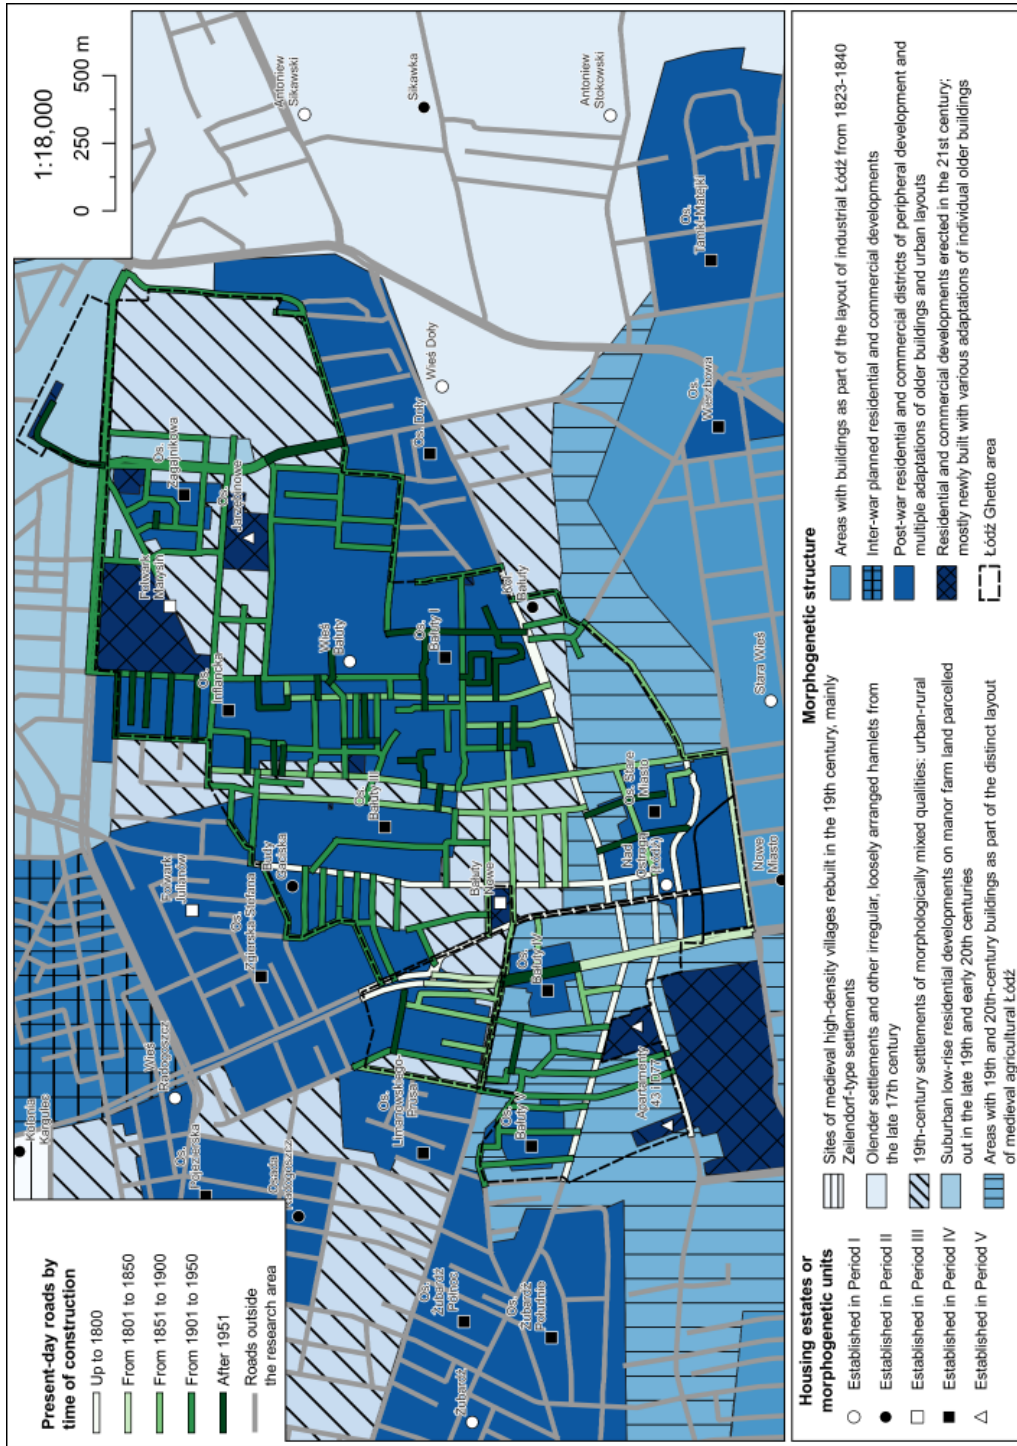 1:18,000
0 250 500 m
Present-day roads by
time of construction
Up to 1800
From 1801 to 1850
From 1851 to 1900
From 1901 to 1950
After 1951
Roads outside
the research area
Kolonia
Kargulec
Wieś
Radogoszcz
Os.
Pojezierska
Folwark
Julianów
Os.
Zgierska-Stefana
Budy
Os.
Limanowskiego-
Prusa
Os.
Żubardź
Północ
Os.
Żubardź
Południe
Żubardź
Os.
Bałuty V
Os.
Bałuty IV
Apartamenty
Bałuty
Nowe
Os.
Bałuty III
Os.
Inflancka
Wieś
Bałuty
Os.
Bałuty I
Kol.
Bałuty
Folwark
Marysin
Os.
Zagajnikowa
Os.
Os. Doły
Wieś Doły
Antoniew
Sikawski
Sikawka
Antoniew
Stokowski
Os.
Tamki-Matejki
Os.
Wierzbowa
Stara Wieś
Os. Stare
Miasto
Nad
Nowe
Miasto
Housing estates or
morphogenetic units
Established in Period I
Established in Period II
Established in Period III
Established in Period IV
Established in Period V
Morphogenetic structure
Sites of medieval high-density villages rebuilt in the 19th century, mainly
Zeilendorf-type settlements
Olender settlements and other irregular, loosely arranged hamlets from
the late 17th century
19th-century settlements of morphologically mixed qualities: urban-rural
Suburban low-rise residential developments on manor farm land parcelled
out in the late 19th and early 20th centuries
Areas with 19th and 20th-century buildings as part of the distinct layout
of medieval agricultural Łódź
Areas with buildings as part of the layout of industrial Łódź from 1823-1840
Inter-war planned residential and commercial developments
Post-war residential and commercial districts of peripheral development and
multiple adaptations of older buildings and urban layouts
Residential and commercial developments erected in the 21st century;
mostly newly built with various adaptations of individual older buildings
Łódź Ghetto area